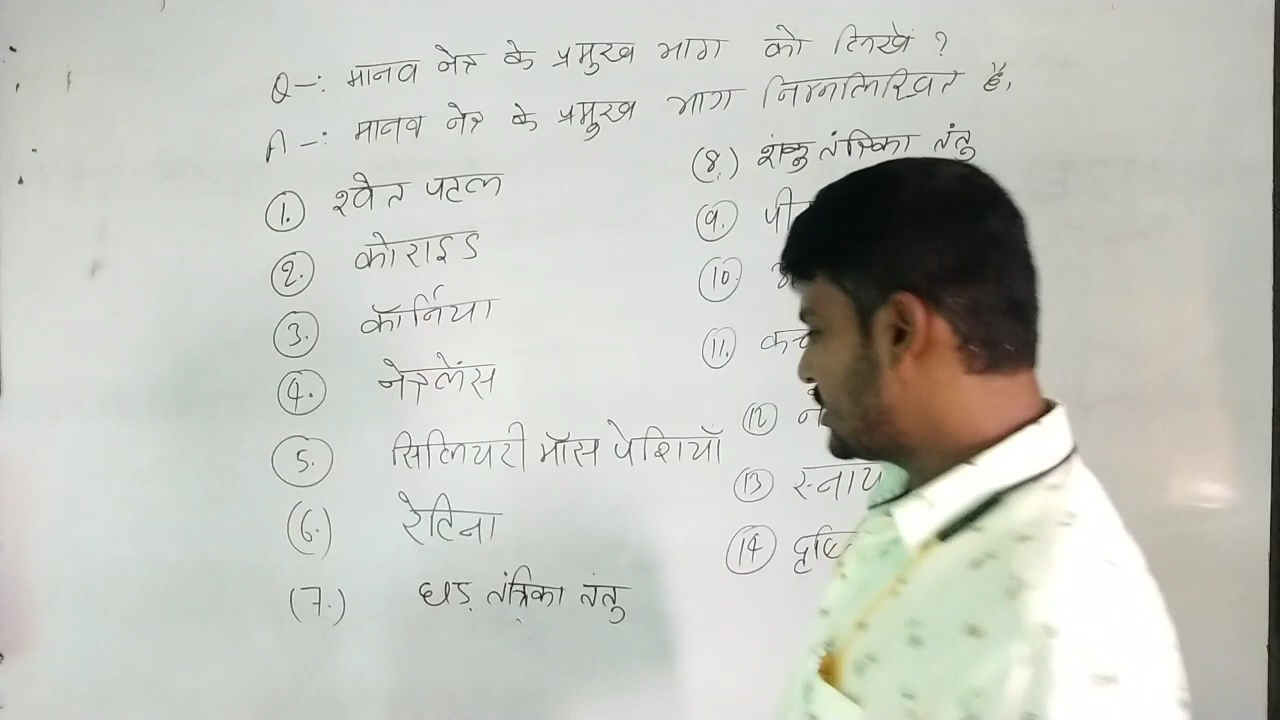 Q-: मानव नेत्र के प्रमुख भाग को लिखें ?
A-: मानव नेत्र के प्रमुख भाग निम्नलिखित है,
1. श्वेत पटल
2. कोराइड
3. कॉर्निया
4. नेत्रलेंस
5. सिलियरी मॉस पेशियाँ
(6.) रेटिना
(7.) छड़ तंत्रिका तंतु
(8.) शंकु तंत्रिका तंतु
9.
10
11.
12
13 स्नाय
14